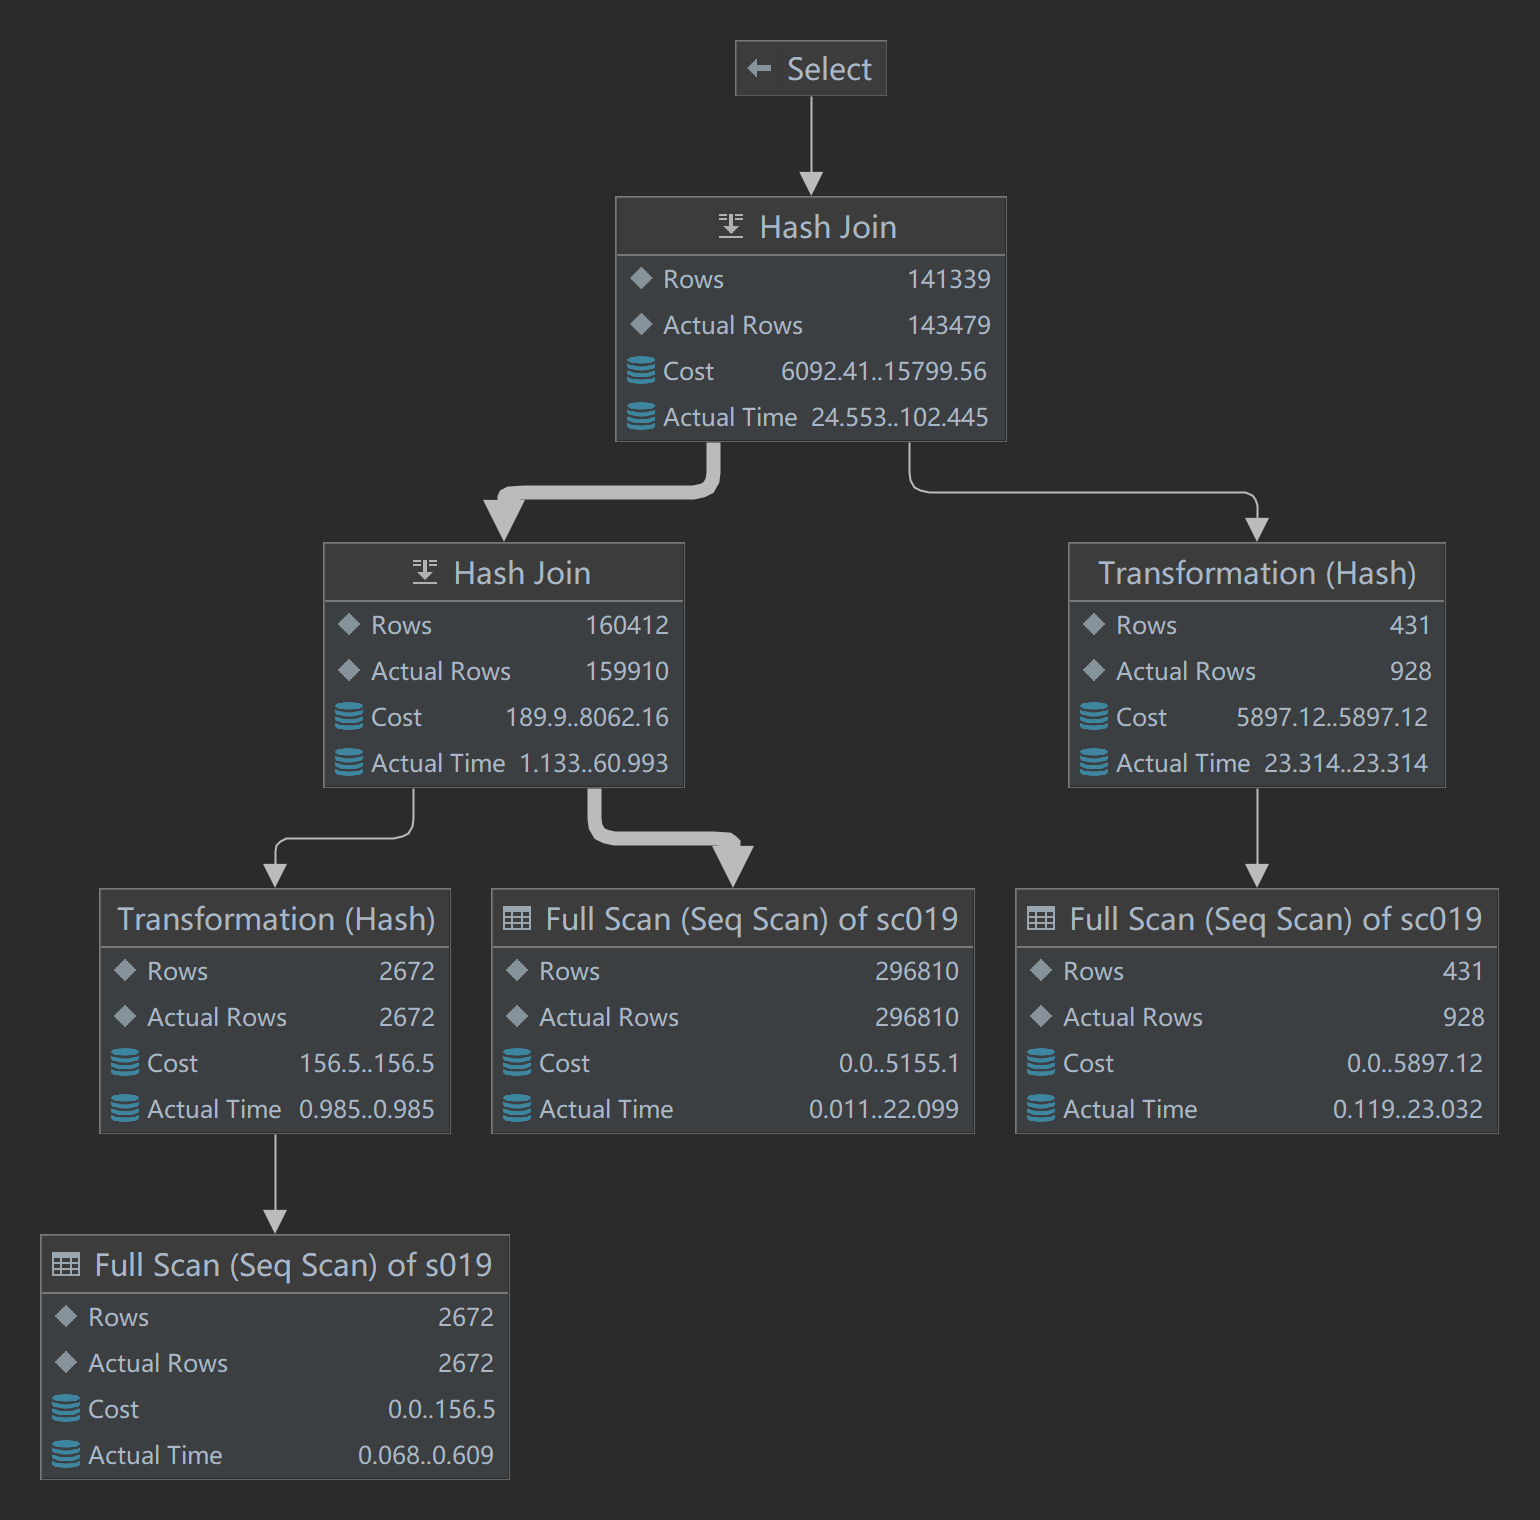 Select
Hash Join
Rows 141339
Actual Rows 143479
Cost 6092.41..15799.56
Actual Time 24.553..102.445
Hash Join
Rows 160412
Actual Rows 159910
Cost 189.9..8062.16
Actual Time 1.133..60.993
Transformation (Hash)
Rows 431
Actual Rows 928
Cost 5897.12..5897.12
Actual Time 23.314..23.314
Transformation (Hash)
Rows 2672
Actual Rows 2672
Cost 156.5..156.5
Actual Time 0.985..0.985
Full Scan (Seq Scan) of sc019
Rows 296810
Actual Rows 296810
Cost 0.0..5155.1
Actual Time 0.011..22.099
Full Scan (Seq Scan) of sc019
Rows 431
Actual Rows 928
Cost 0.0..5897.12
Actual Time 0.119..23.032
Full Scan (Seq Scan) of s019
Rows 2672
Actual Rows 2672
Cost 0.0..156.5
Actual Time 0.068..0.609